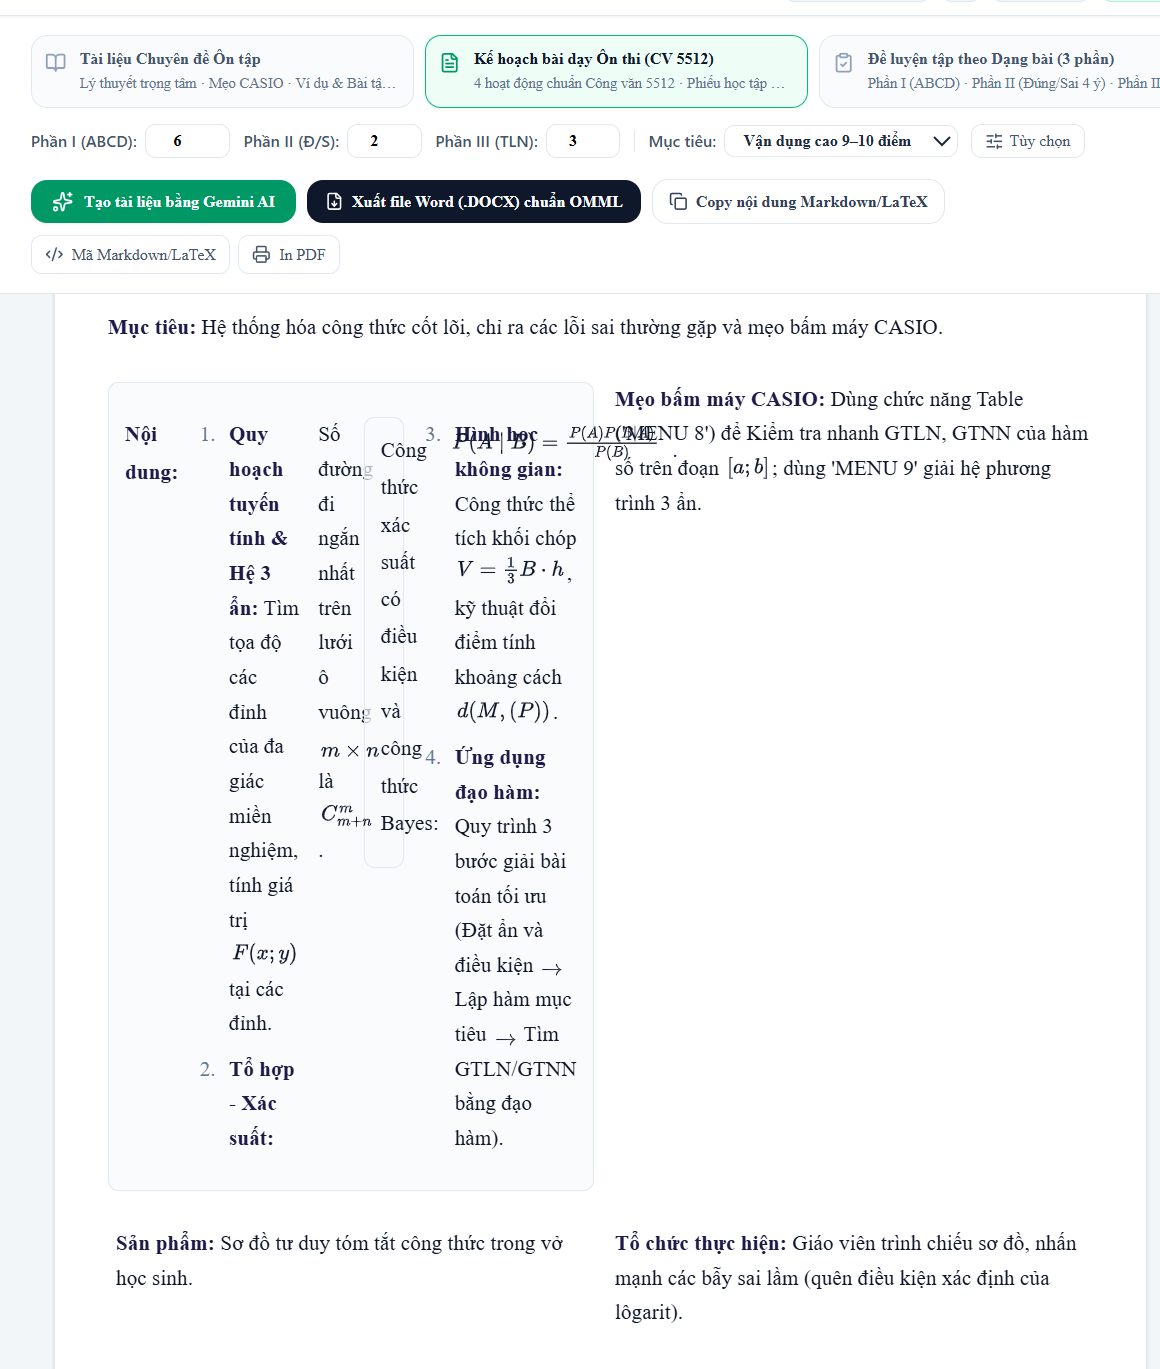 Tài liệu Chuyên đề Ôn tập
Lý thuyết trọng tâm · Mẹo CASIO · Ví dụ & Bài tậ…
Kế hoạch bài dạy Ôn thi (CV 5512)
4 hoạt động chuẩn Công văn 5512 · Phiếu học tập …
Đề luyện tập theo Dạng bài (3 phần)
Phần I (ABCD) · Phần II (Đúng/Sai 4 ý) · Phần II
Phần I (ABCD): 6 Phần II (Đ/S): 2 Phần III (TLN): 3 Mục tiêu: Vận dụng cao 9–10 điểm Tùy chọn
Tạo tài liệu bằng Gemini AI
Xuất file Word (.DOCX) chuẩn OMML
Copy nội dung Markdown/LaTeX
Mã Markdown/LaTeX
In PDF
Mục tiêu: Hệ thống hóa công thức cốt lõi, chỉ ra các lỗi sai thường gặp và mẹo bấm máy CASIO.
Nội
dung:
1. Quy
hoạch
tuyến
tính &
Hệ 3
ẩn: Tìm
tọa độ
các
đỉnh
của đa
giác
miền
nghiệm,
tính giá
trị
F(x; y)
tại các
đỉnh.
2. Tổ hợp
- Xác
suất:
Số
đường
đi
ngắn
nhất
trên
lưới
ô
vuông
m × n
là
C^m_{m+n}
.
Công
thức
xác
suất
có
điều
kiện
và
công
thức
Bayes:
P(A | B) =
P(B)
.
3. Hình học
không gian:
Công thức thể
tích khối chóp
V = 1/3 B · h,
kỹ thuật đổi
điểm tính
khoảng cách
d(M, (P)).
4. Ứng dụng
đạo hàm:
Quy trình 3
bước giải bài
toán tối ưu
(Đặt ẩn và
điều kiện →
Lập hàm mục
tiêu → Tìm
GTLN/GTNN
bằng đạo
hàm).
Mẹo bấm máy CASIO: Dùng chức năng Table
('MENU 8') để Kiểm tra nhanh GTLN, GTNN của hàm
số trên đoạn [a; b]; dùng 'MENU 9' giải hệ phương
trình 3 ẩn.
Sản phẩm: Sơ đồ tư duy tóm tắt công thức trong vở
học sinh.
Tổ chức thực hiện: Giáo viên trình chiếu sơ đồ, nhấn
mạnh các bẫy sai lầm (quên điều kiện xác định của
lôgarit).